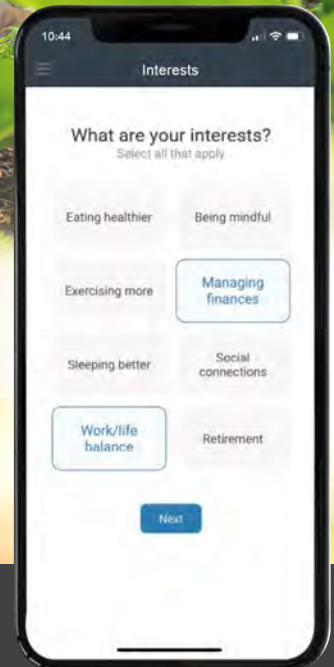 10:44
Interests
What are your interests?
Select all that apply
Eating healthier
Being mindful
Exercising more
Managing
finances
Sleeping better
Social
connections
Work/life
balance
Retirement
Next